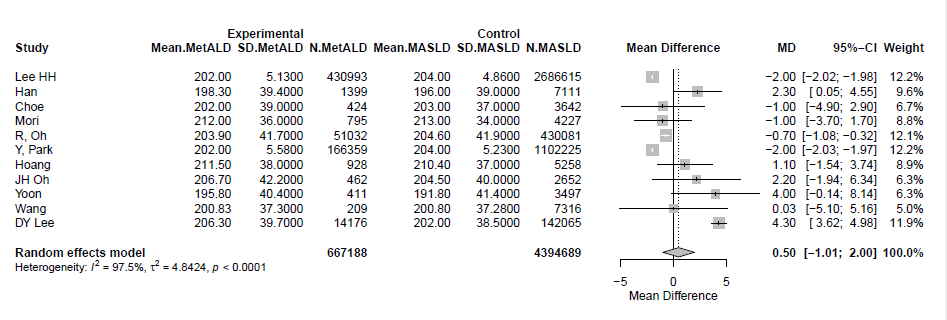 Experimental Control
Study Mean.MetALD SD.MetALD N.MetALD Mean.MASLD SD.MASLD N.MASLD Mean Difference MD 95%−CI Weight
Lee HH 202.00 5.1300 430993 204.00 4.8600 2686615 −2.00 [−2.02; −1.98] 12.2%
Han 198.30 39.4000 1399 196.00 39.0000 7111 2.30 [ 0.05; 4.55] 9.6%
Choe 202.00 39.0000 424 203.00 37.0000 3642 −1.00 [−4.90; 2.90] 6.7%
Mori 212.00 36.0000 795 213.00 34.0000 4227 −1.00 [−3.70; 1.70] 8.8%
R, Oh 203.90 41.7000 51032 204.60 41.9000 430081 −0.70 [−1.08; −0.32] 12.1%
Y, Park 202.00 5.5800 166359 204.00 5.2300 1102225 −2.00 [−2.03; −1.97] 12.2%
Hoang 211.50 38.0000 928 210.40 37.0000 5258 1.10 [−1.54; 3.74] 8.9%
JH Oh 206.70 42.2000 462 204.50 40.0000 2652 2.20 [−1.94; 6.34] 6.3%
Yoon 195.80 40.4000 411 191.80 41.4000 3497 4.00 [−0.14; 8.14] 6.3%
Wang 200.83 37.3000 209 200.80 37.2800 7316 0.03 [−5.10; 5.16] 5.0%
DY Lee 206.30 39.7000 14176 202.00 38.5000 142065 4.30 [ 3.62; 4.98] 11.9%
Random effects model 667188 4394689 0.50 [−1.01; 2.00] 100.0%
Heterogeneity: I² = 97.5%, τ² = 4.8424, p < 0.0001
−5 0 5
Mean Difference